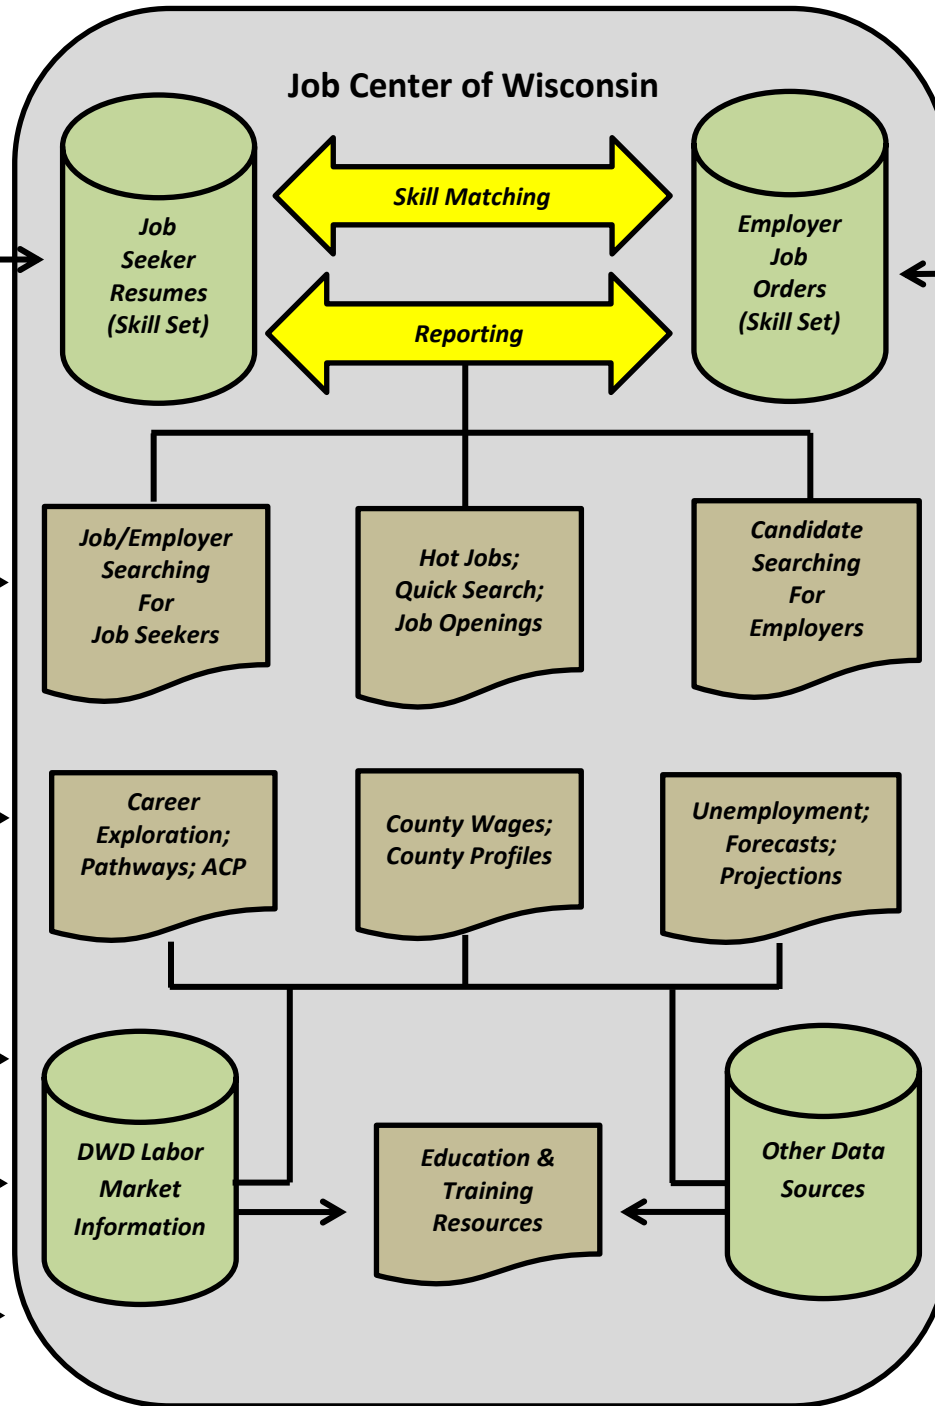 Job Center of Wisconsin
Job
Seeker
Resumes
(Skill Set)
Skill Matching
Reporting
Employer
Job
Orders
(Skill Set)
Job/Employer
Searching
For
Job Seekers
Hot Jobs;
Quick Search;
Job Openings
Candidate
Searching
For
Employers
Career
Exploration;
Pathways; ACP
County Wages;
County Profiles
Unemployment;
Forecasts;
Projections
DWD Labor
Market
Information
Education &
Training
Resources
Other Data
Sources